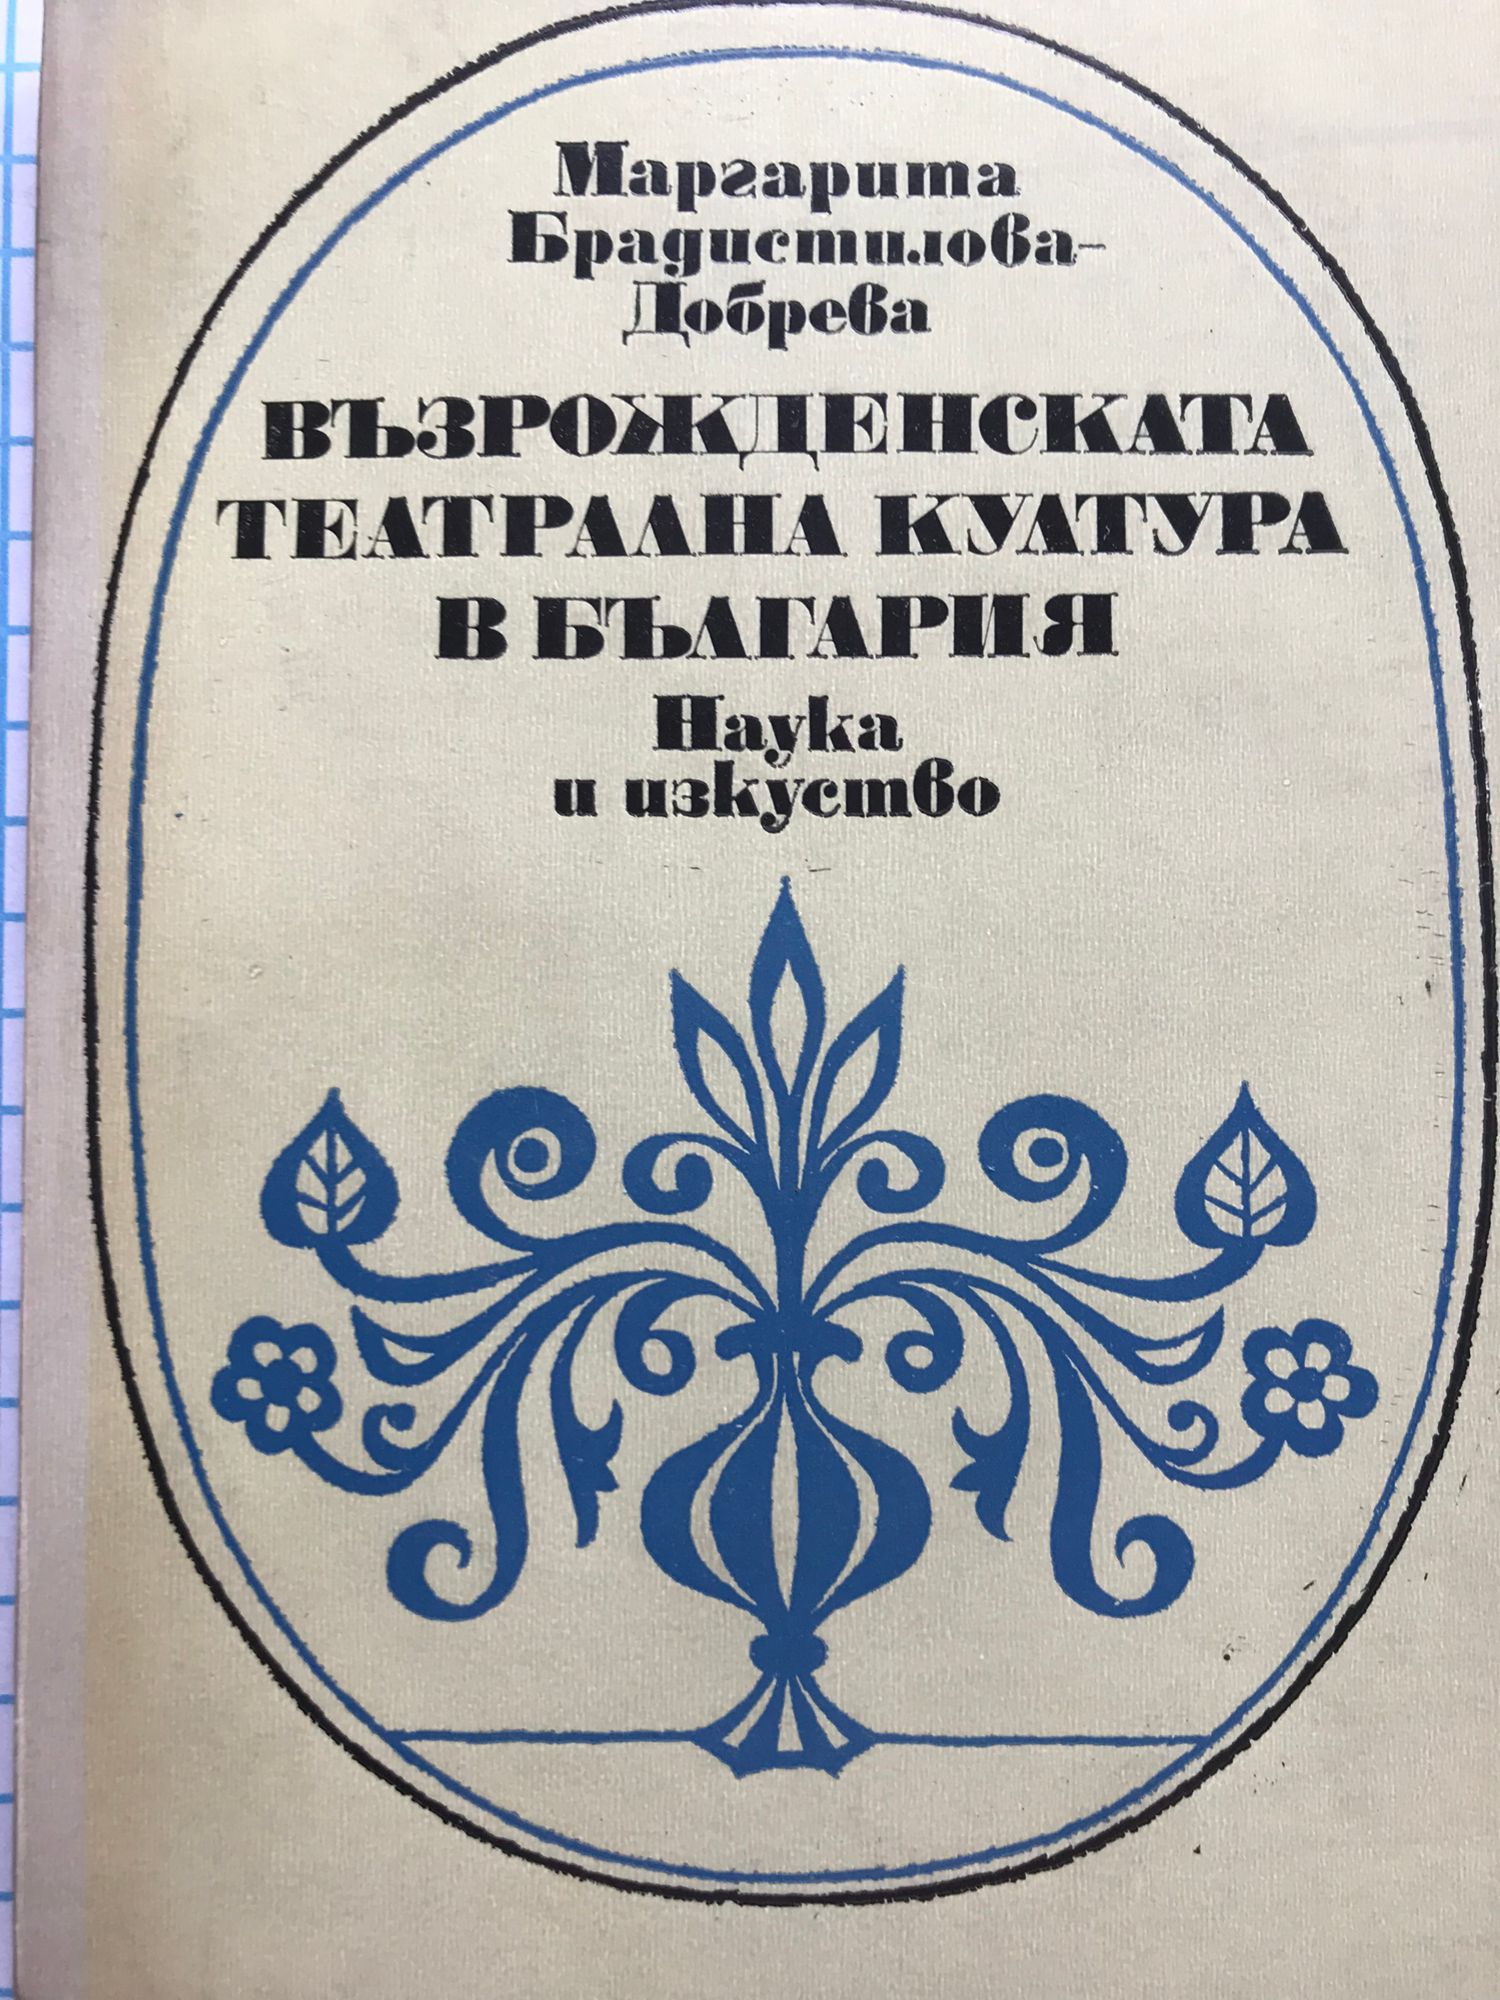 Маргарита
Брадистилова-
Добрева
ВЪЗРОЖДЕНСКАТА
ТЕАТРАЛНА КУЛТУРА
В БЪЛГАРИЯ
Наука
и изкуство